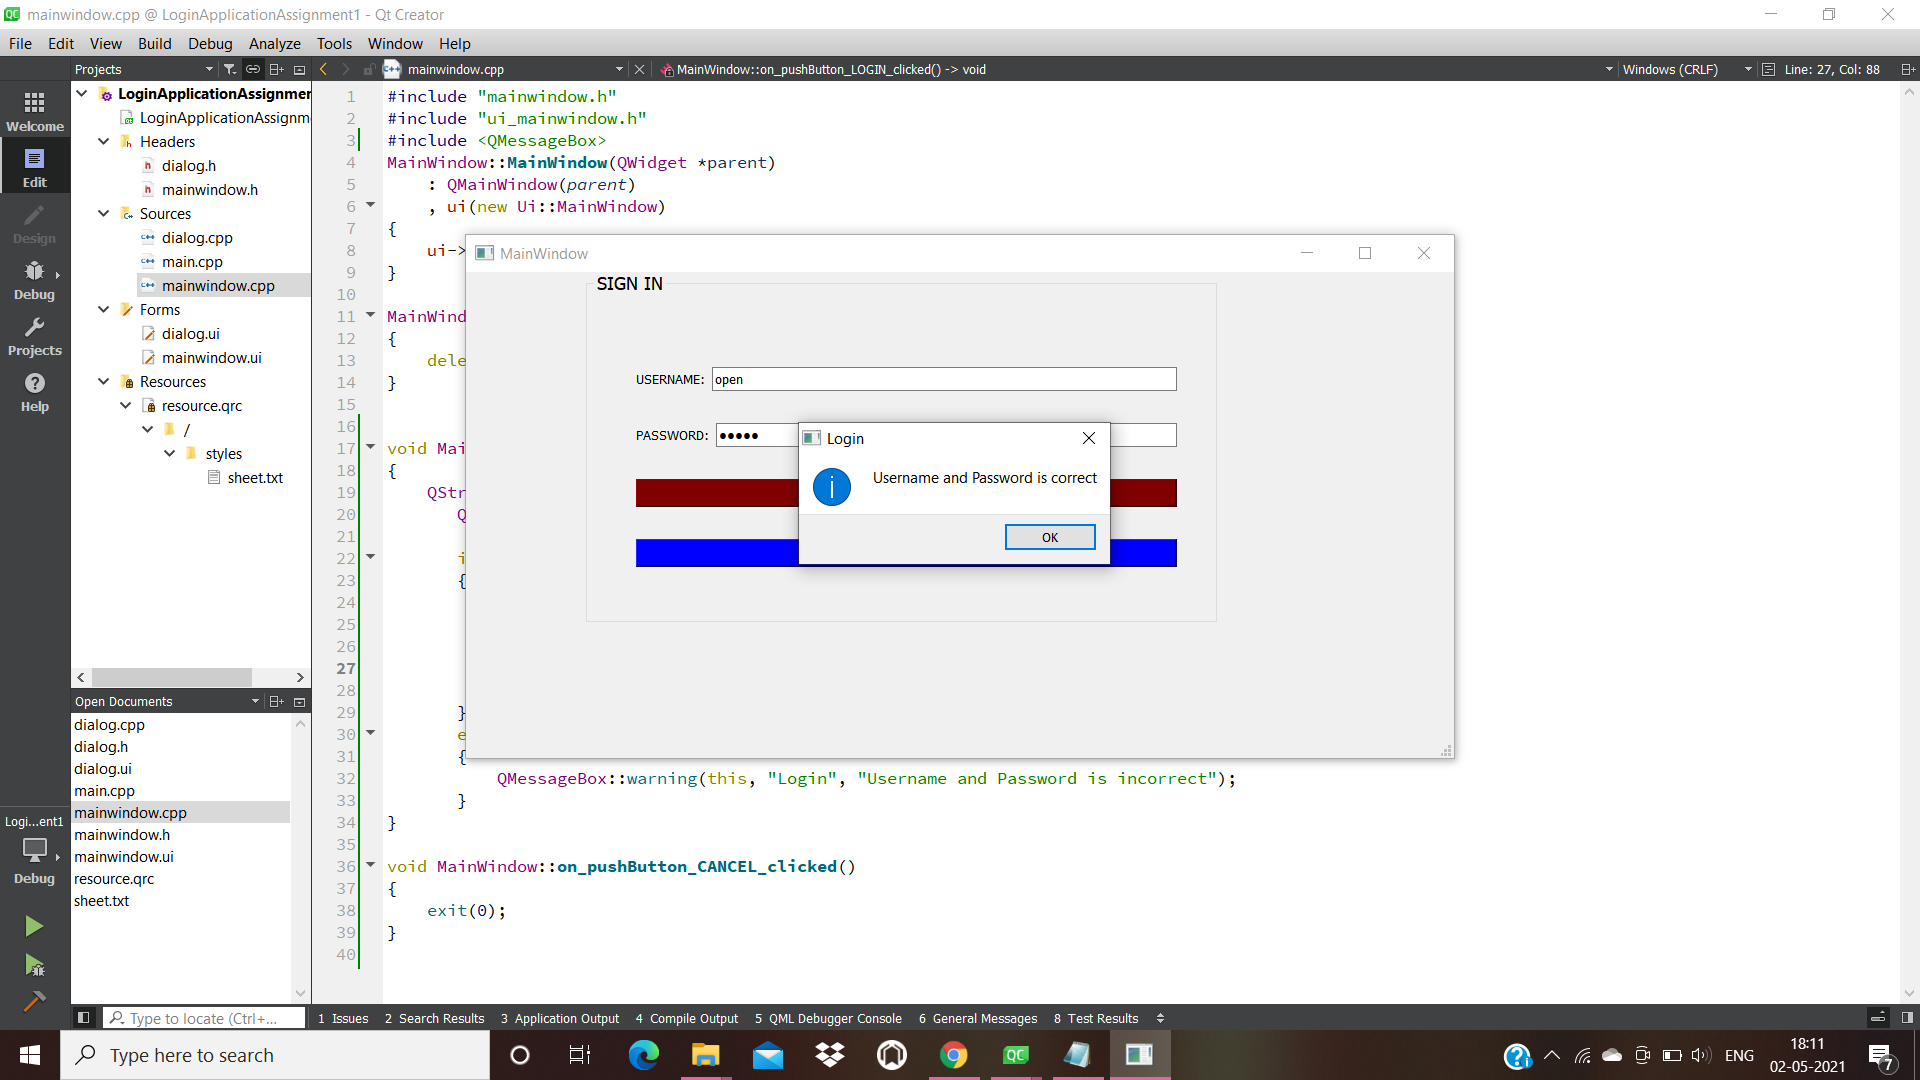 mainwindow.cpp @ LoginApplicationAssignment1 - Qt Creator
File Edit View Build Debug Analyze Tools Window Help
Projects
mainwindow.cpp
MainWindow::on_pushButton_LOGIN_clicked() -> void
Windows (CRLF)
Line: 27, Col: 88
Welcome
Edit
Design
Debug
Projects
Help
Logi...ent1
Debug
LoginApplicationAssignmen
LoginApplicationAssignm
Headers
dialog.h
mainwindow.h
Sources
dialog.cpp
main.cpp
mainwindow.cpp
Forms
dialog.ui
mainwindow.ui
Resources
resource.qrc
/
styles
sheet.txt
Open Documents
dialog.cpp
dialog.h
dialog.ui
main.cpp
mainwindow.cpp
mainwindow.h
mainwindow.ui
resource.qrc
sheet.txt
1 #include "mainwindow.h"
2 #include "ui_mainwindow.h"
3 #include <QMessageBox>
4 MainWindow::MainWindow(QWidget *parent)
5 : QMainWindow(parent)
6 , ui(new Ui::MainWindow)
7 {
8 ui->
9 }
10
11 MainWind
12 {
13 dele
14 }
15
16
17 void Mai
18 {
19 QStr
20 Q
21
22 i
23 {
24
25
26
27
28
29 }
30 e
31 {
32 QMessageBox::warning(this, "Login", "Username and Password is incorrect");
33 }
34 }
35
36 void MainWindow::on_pushButton_CANCEL_clicked()
37 {
38 exit(0);
39 }
40
MainWindow
SIGN IN
USERNAME: open
PASSWORD: ●●●●●
Login
Username and Password is correct
OK
Type to locate (Ctrl+...
1 Issues 2 Search Results 3 Application Output 4 Compile Output 5 QML Debugger Console 6 General Messages 8 Test Results
Type here to search
ENG
18:11
02-05-2021
7